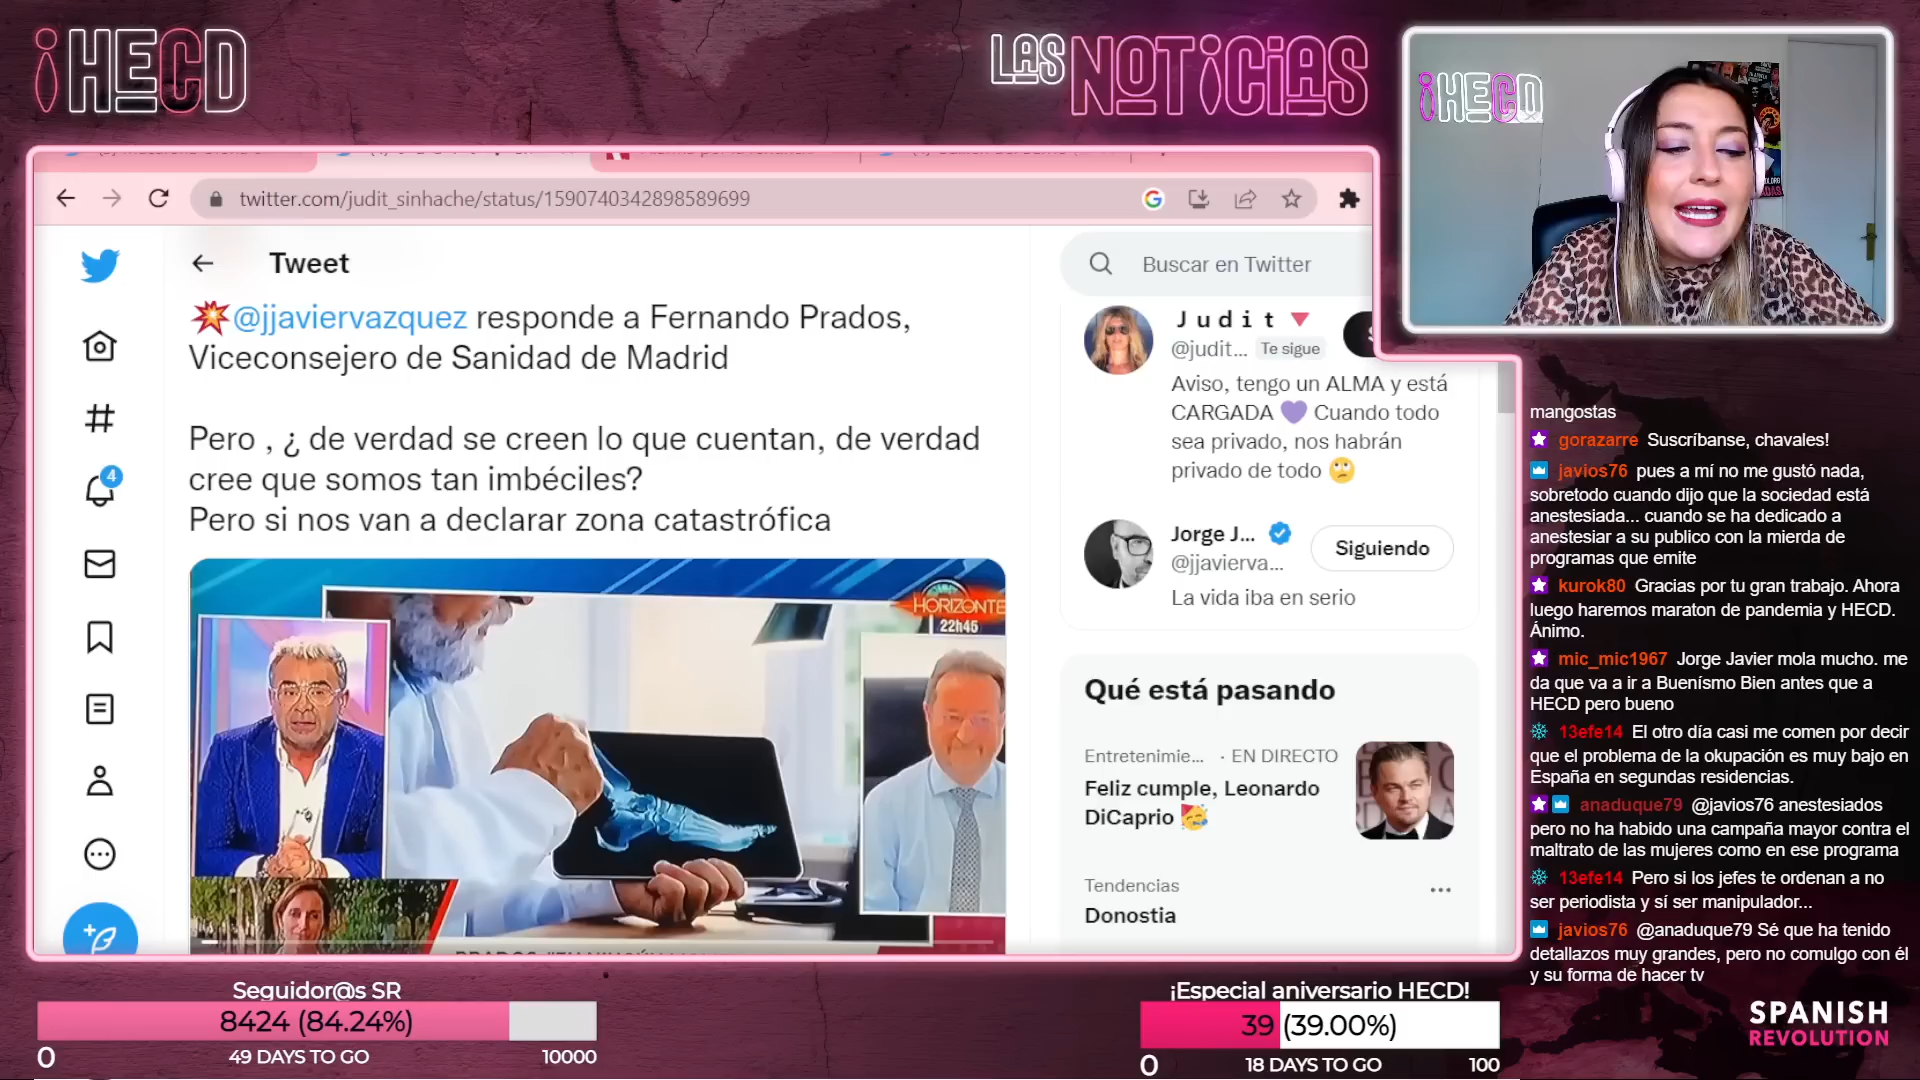 ¡HECD
LAS NOTICIAS
¡HECD
twitter.com/judit_sinhache/status/1590740342898589699
Tweet
Buscar en Twitter
4
💥@jjaviervazquez responde a Fernando Prados,
Viceconsejero de Sanidad de Madrid
Pero , ¿ de verdad se creen lo que cuentan, de verdad
cree que somos tan imbéciles?
Pero si nos van a declarar zona catastrófica
HORIZONTE
22h45
J u d i t 🔻
@judit... Te sigue
Aviso, tengo un ALMA y está
CARGADA 💜 Cuando todo
sea privado, nos habrán
privado de todo 🙄
Jorge J...
@jjavierva...
Siguiendo
La vida iba en serio
Qué está pasando
Entretenimie... · EN DIRECTO
Feliz cumple, Leonardo
DiCaprio 🥳
Tendencias
Donostia
mangostas
gorazarre Suscríbanse, chavales!
javios76 pues a mí no me gustó nada,
sobretodo cuando dijo que la sociedad está
anestesiada... cuando se ha dedicado a
anestesiar a su publico con la mierda de
programas que emite
kurok80 Gracias por tu gran trabajo. Ahora
luego haremos maraton de pandemia y HECD.
Ánimo.
mic_mic1967 Jorge Javier mola mucho. me
da que va a ir a Buenísmo Bien antes que a
HECD pero bueno
13efe14 El otro día casi me comen por decir
que el problema de la okupación es muy bajo en
España en segundas residencias.
anaduque79 @javios76 anestesiados
pero no ha habido una campaña mayor contra el
maltrato de las mujeres como en ese programa
13efe14 Pero si los jefes te ordenan a no
ser periodista y sí ser manipulador...
javios76 @anaduque79 Sé que ha tenido
detallazos muy grandes, pero no comulgo con él
y su forma de hacer tv
Seguidor@s SR
8424 (84.24%)
0 49 DAYS TO GO 10000
¡Especial aniversario HECD!
39 (39.00%)
0 18 DAYS TO GO 100
SPANISH
REVOLUTION